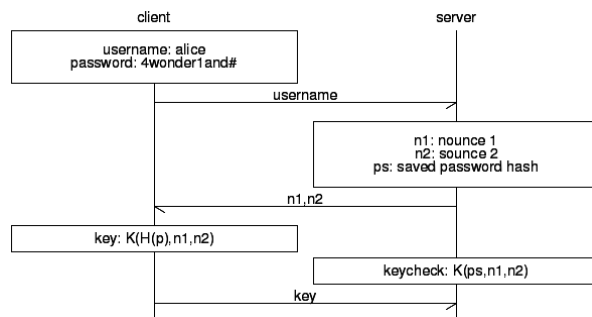 client
server
username: alice
password: 4wonder1and#
username
n1: nounce 1
n2: sounce 2
ps: saved password hash
n1,n2
key: K(H(p),n1,n2)
keycheck: K(ps,n1,n2)
key